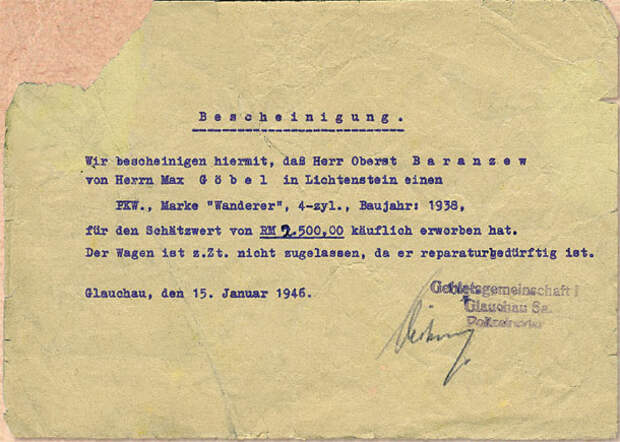 Bescheinigung.
Wir bescheinigen hiermit, daß Herr Oberst Baranzew
von Herrn Max Göbel in Lichtenstein einen
PKW., Marke "Wanderer", 4-zyl., Baujahr: 1938,
für den Schätzwert von RM 2.500,00 käuflich erworben hat.
Der Wagen ist z.Zt. nicht zugelassen, da er reparaturbedürftig ist.
Glauchau, den 15. Januar 1946.
Gebietsgemeinschaft I
Glauchau Sa.